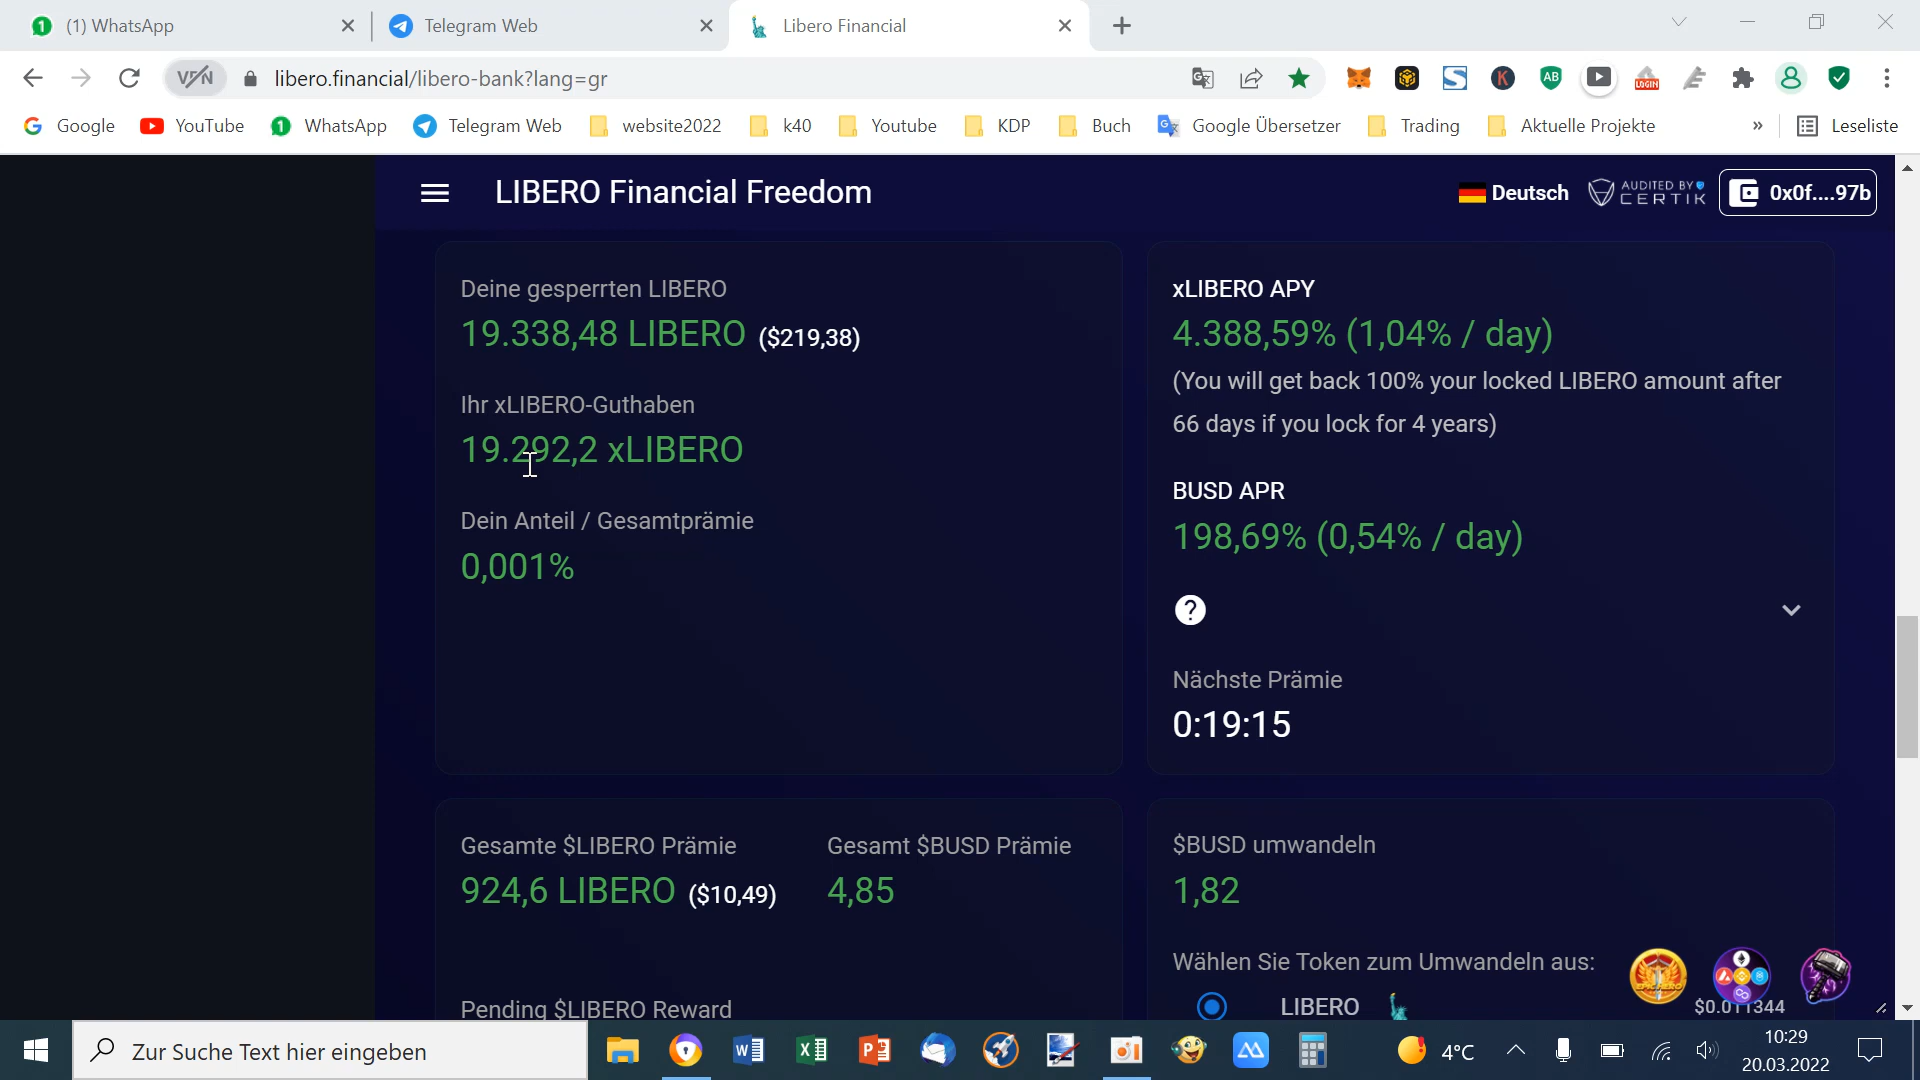 (1) WhatsApp
Telegram Web
Libero Financial
VPN
libero.financial/libero-bank?lang=gr
Google
YouTube
WhatsApp
Telegram Web
website2022
k40
Youtube
KDP
Buch
Google Übersetzer
Trading
Aktuelle Projekte
»
Leseliste
LIBERO Financial Freedom
Deutsch
AUDITED BY
CERTIK
0x0f....97b
Deine gesperrten LIBERO
19.338,48 LIBERO ($219,38)
Ihr xLIBERO-Guthaben
19.292,2 xLIBERO
Dein Anteil / Gesamtprämie
0,001%
xLIBERO APY
4.388,59% (1,04% / day)
(You will get back 100% your locked LIBERO amount after
66 days if you lock for 4 years)
BUSD APR
198,69% (0,54% / day)
?
Nächste Prämie
0:19:15
Gesamte $LIBERO Prämie
924,6 LIBERO ($10,49)
Gesamt $BUSD Prämie
4,85
Pending $LIBERO Reward
$BUSD umwandeln
1,82
Wählen Sie Token zum Umwandeln aus:
LIBERO
$0.011344
Zur Suche Text hier eingeben
4°C
10:29
20.03.2022